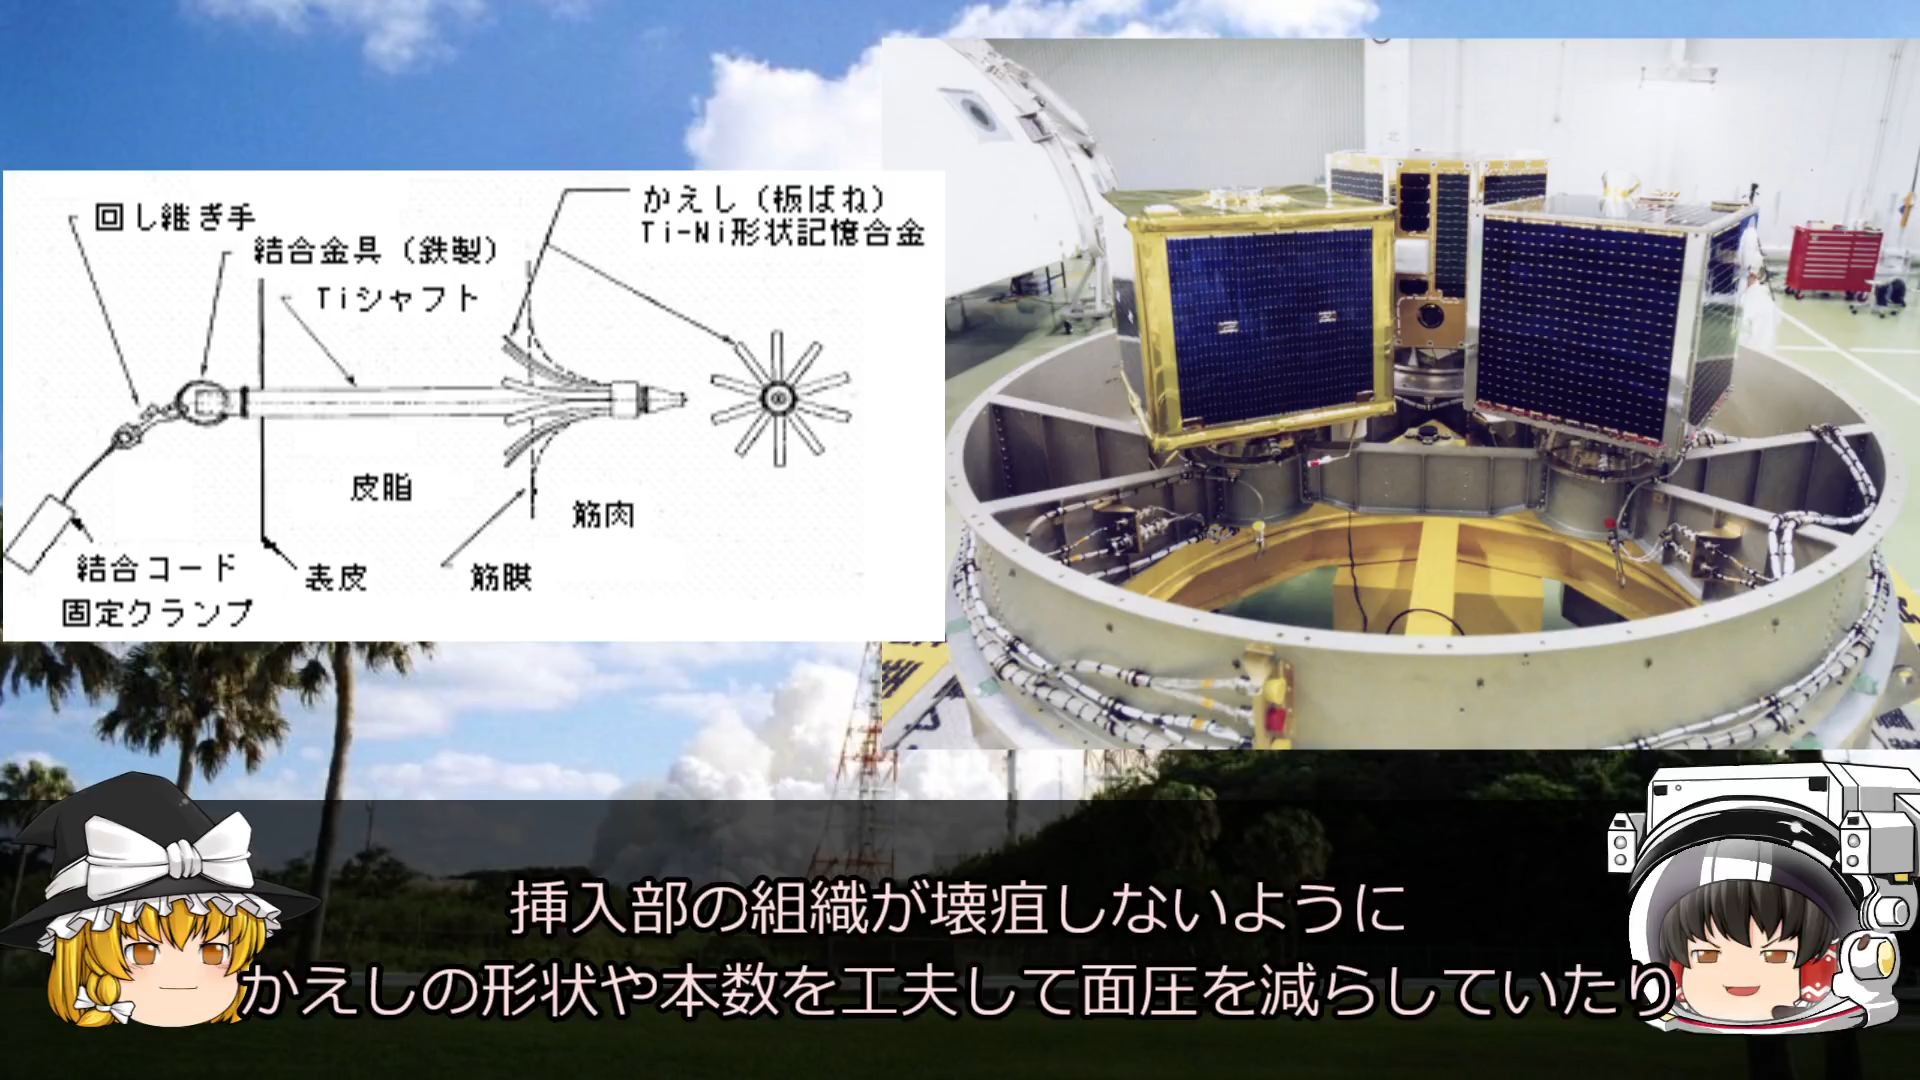 回し継ぎ手
結合金具（鉄製）
Tiシャフト
かえし（板ばね）
Ti-Ni形状記憶合金
皮脂
筋肉
結合コード
固定クランプ
表皮
筋膜
挿入部の組織が壊疽しないように
かえしの形状や本数を工夫して面圧を減らしていたり